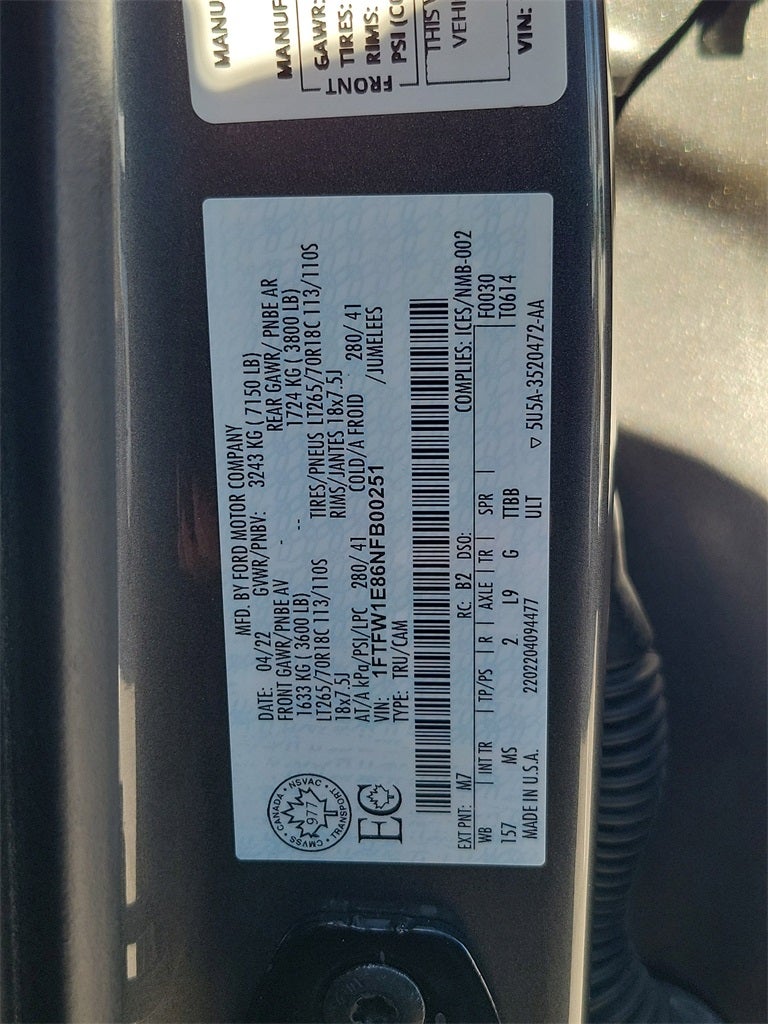 MANU
MANUF
GAWR:
TIRES:
RIMS:
PSI (CO
FRONT
THIS V
VEHI
VIN:
MFD. BY FORD MOTOR COMPANY
DATE: 04/22 GVWR/PNBV: 3243 KG ( 7150 LB)
FRONT GAWR/PNBE AV - REAR GAWR/ PNBE AR
1633 KG ( 3600 LB) -- 1724 KG ( 3800 LB)
LT265/70R18C 113/110S TIRES/PNEUS LT265/70R18C 113/110S
18x7.5J RIMS/JANTES 18x7.5J
AT/A kPa/PSI/LPC 280/ 41 COLD/A FROID 280/ 41
VIN: 1FTFW1E86NFB00251 /JUMELEES
TYPE: TRU/CAM
CMVSS • CANADA • NSVAC • TRANSPORT •
977
EC
COMPLIES: ICES/NMB-002
EXT PNT: M7 RC: B2 DSO: F0030
WB | INT TR | TP/PS | R | AXLE | TR | SPR | T0614
157 MS 2 L9 G TTBB
MADE IN U.S.A. 2202204094477 ULT ▽ 5U5A-3520472-AA